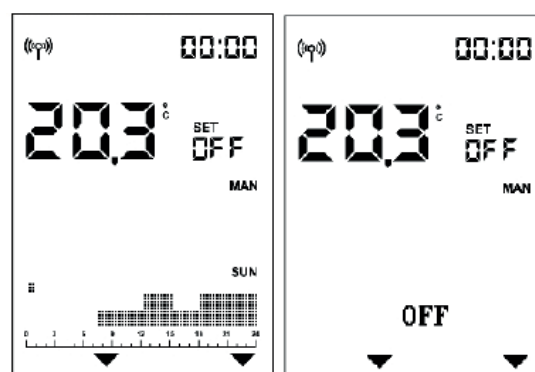 00:00
20.3 °C
SET
OFF
MAN
SUN
0 3 6 9 12 15 18 21 24
00:00
20.3 °C
SET
OFF
MAN
OFF